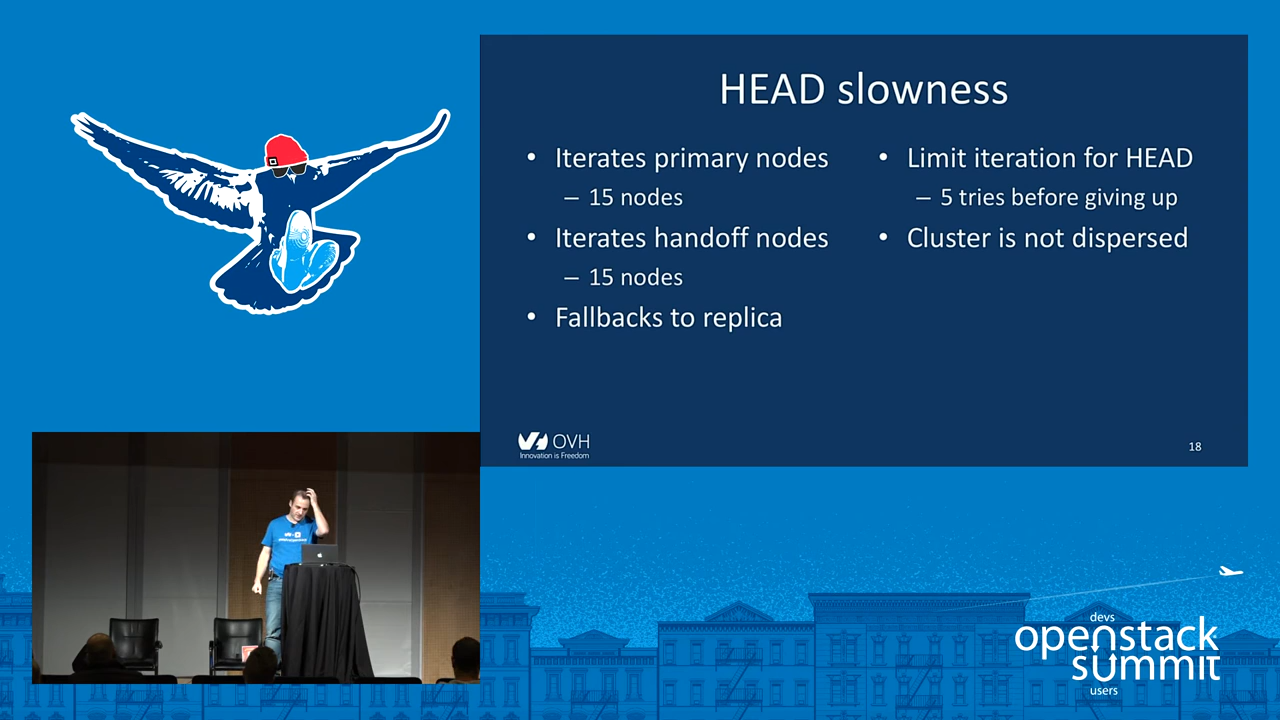 HEAD slowness
• Iterates primary nodes
– 15 nodes
• Iterates handoff nodes
– 15 nodes
• Fallbacks to replica
• Limit iteration for HEAD
– 5 tries before giving up
• Cluster is not dispersed
OVH
Innovation is Freedom
18
devs
openstack
summit
users